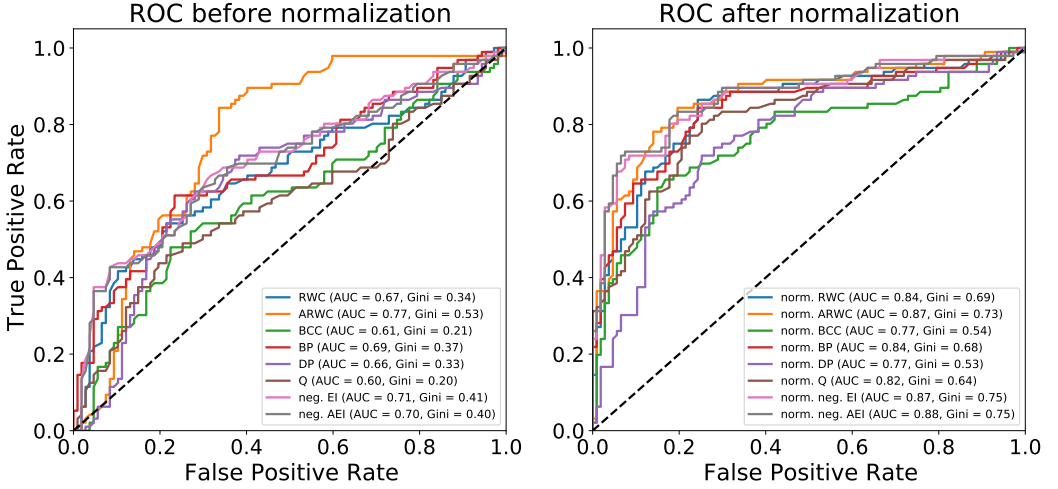 ROC before normalization
True Positive Rate
1.0
0.8
0.6
0.4
0.2
0.0
RWC (AUC = 0.67, Gini = 0.34)
ARWC (AUC = 0.77, Gini = 0.53)
BCC (AUC = 0.61, Gini = 0.21)
BP (AUC = 0.69, Gini = 0.37)
DP (AUC = 0.66, Gini = 0.33)
Q (AUC = 0.60, Gini = 0.20)
neg. EI (AUC = 0.71, Gini = 0.41)
neg. AEI (AUC = 0.70, Gini = 0.40)
0.0 0.2 0.4 0.6 0.8 1.0
False Positive Rate
ROC after normalization
1.0
0.8
0.6
0.4
0.2
0.0
norm. RWC (AUC = 0.84, Gini = 0.69)
norm. ARWC (AUC = 0.87, Gini = 0.73)
norm. BCC (AUC = 0.77, Gini = 0.54)
norm. BP (AUC = 0.84, Gini = 0.68)
norm. DP (AUC = 0.77, Gini = 0.53)
norm. Q (AUC = 0.82, Gini = 0.64)
norm. neg. EI (AUC = 0.87, Gini = 0.75)
norm. neg. AEI (AUC = 0.88, Gini = 0.75)
0.0 0.2 0.4 0.6 0.8 1.0
False Positive Rate